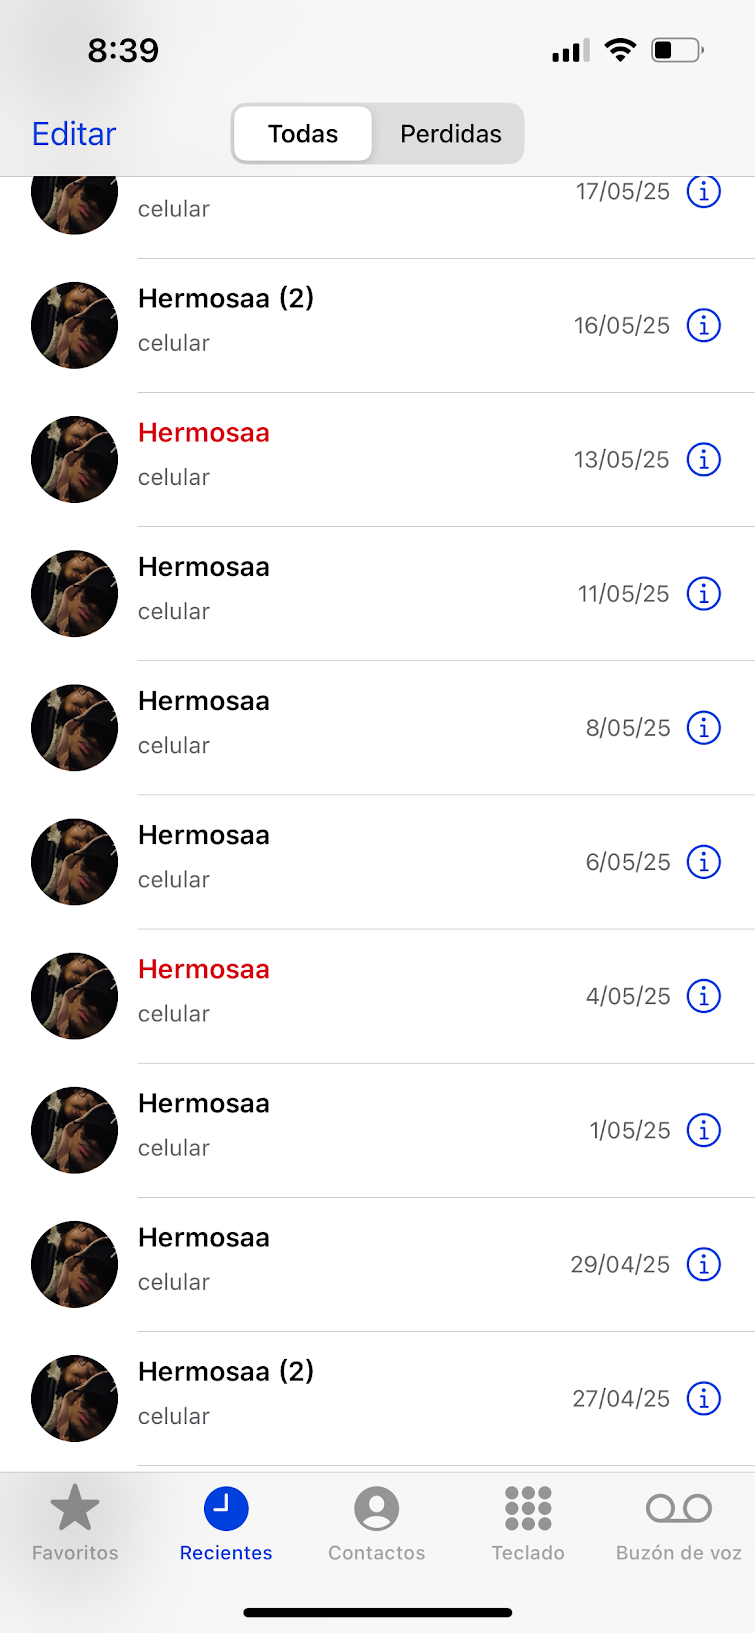 8:39
Editar
Todas
Perdidas
17/05/25
celular
Hermosaa (2)
16/05/25
celular
Hermosaa
13/05/25
celular
Hermosaa
11/05/25
celular
Hermosaa
8/05/25
celular
Hermosaa
6/05/25
celular
Hermosaa
4/05/25
celular
Hermosaa
1/05/25
celular
Hermosaa
29/04/25
celular
Hermosaa (2)
27/04/25
celular
Favoritos
Recientes
Contactos
Teclado
Buzón de voz